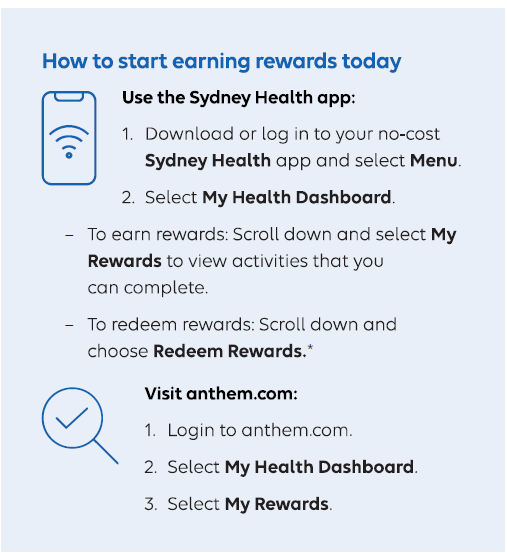 How to start earning rewards today
Use the Sydney Health app:
1. Download or log in to your no-cost
Sydney Health app and select Menu.
2. Select My Health Dashboard.
– To earn rewards: Scroll down and select My
Rewards to view activities that you
can complete.
– To redeem rewards: Scroll down and
choose Redeem Rewards.*
Visit anthem.com:
1. Login to anthem.com.
2. Select My Health Dashboard.
3. Select My Rewards.